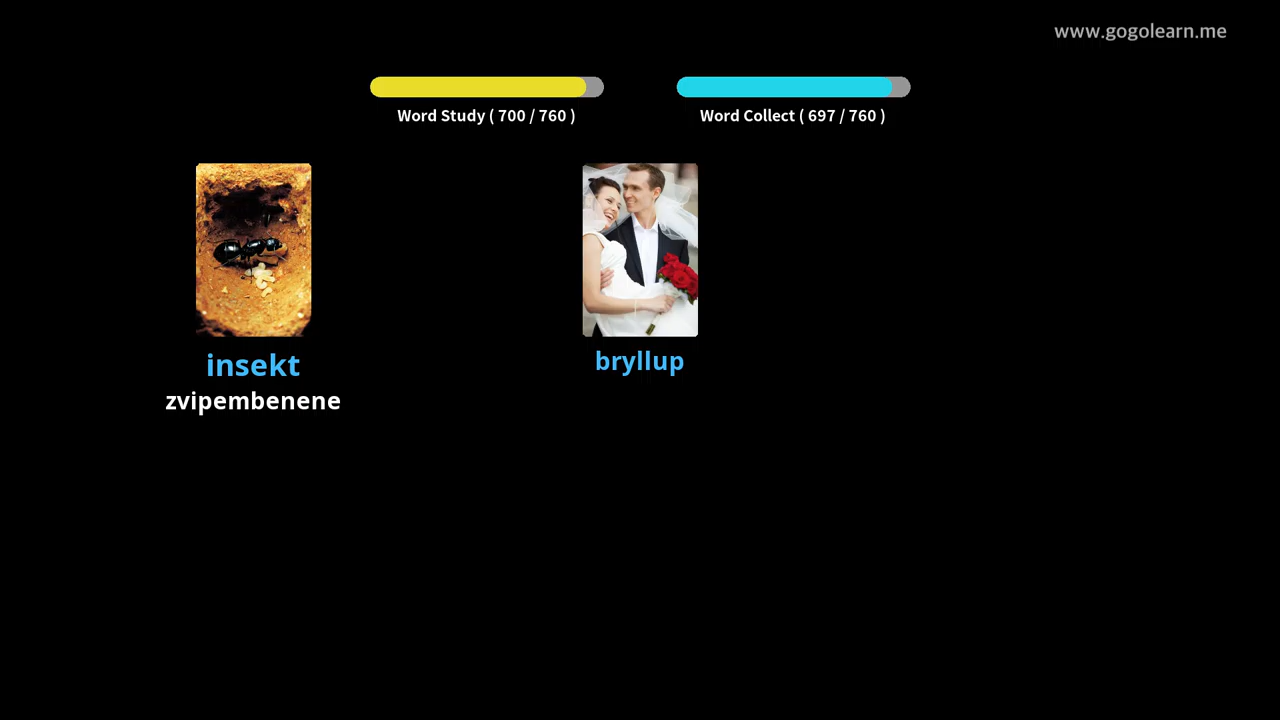 www.gogolearn.me
Word Study ( 700 / 760 )
Word Collect ( 697 / 760 )
insekt
zvipembenene
bryllup